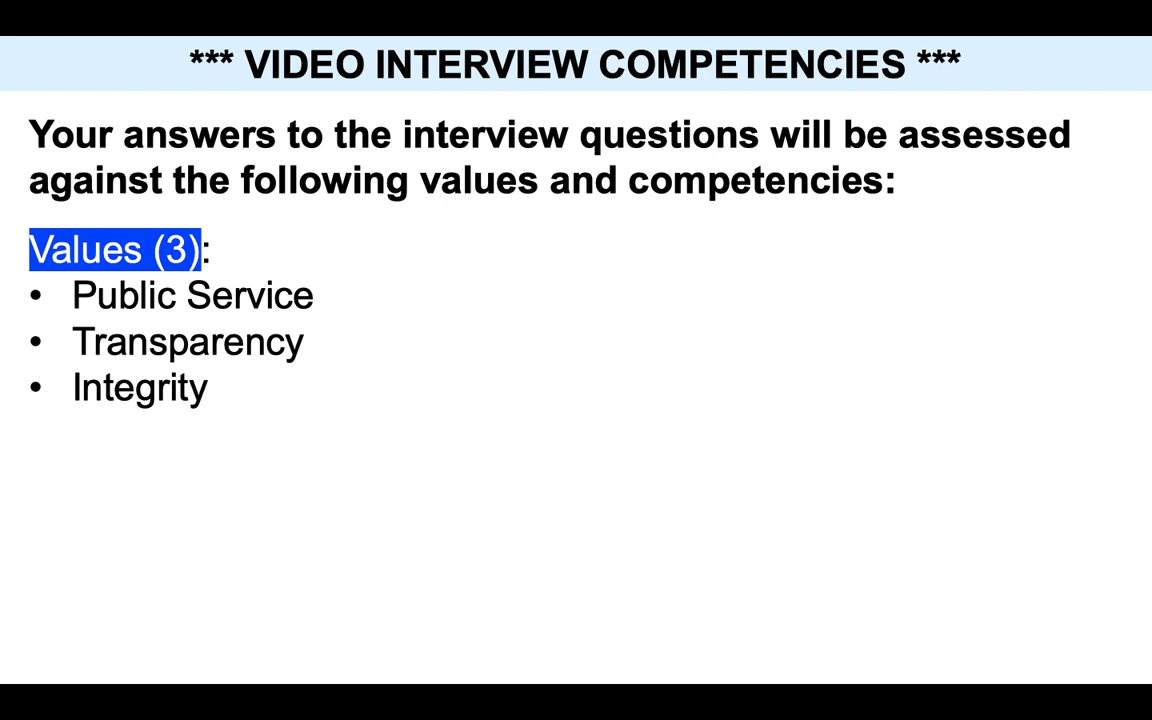 *** VIDEO INTERVIEW COMPETENCIES ***
Your answers to the interview questions will be assessed
against the following values and competencies:
Values (3):
• Public Service
• Transparency
• Integrity